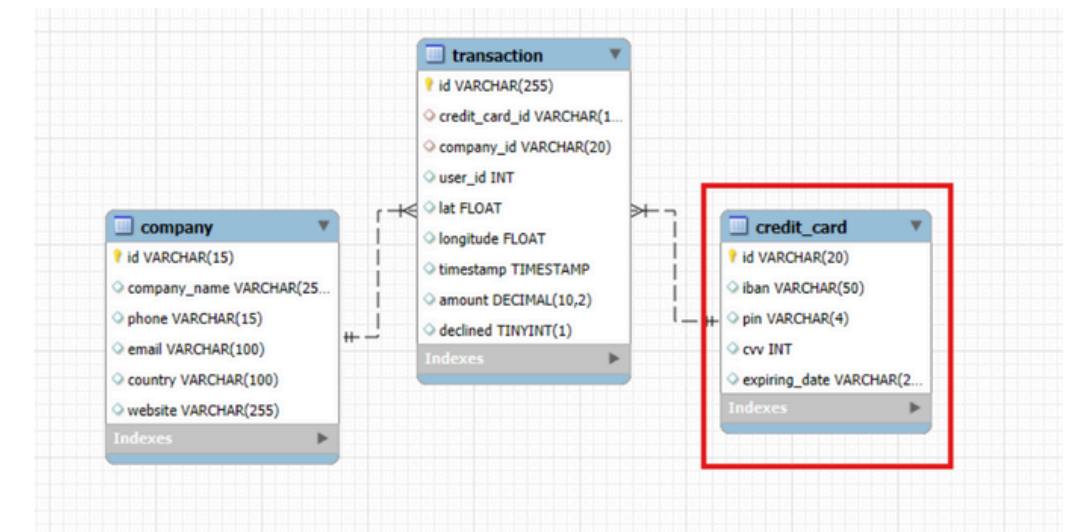 transaction
id VARCHAR(255)
credit_card_id VARCHAR(1...
company_id VARCHAR(20)
user_id INT
lat FLOAT
longitude FLOAT
timestamp TIMESTAMP
amount DECIMAL(10,2)
declined TINYINT(1)
Indexes
company
id VARCHAR(15)
company_name VARCHAR(25...
phone VARCHAR(15)
email VARCHAR(100)
country VARCHAR(100)
website VARCHAR(255)
Indexes
credit_card
id VARCHAR(20)
iban VARCHAR(50)
pin VARCHAR(4)
cvv INT
expiring_date VARCHAR(2...
Indexes